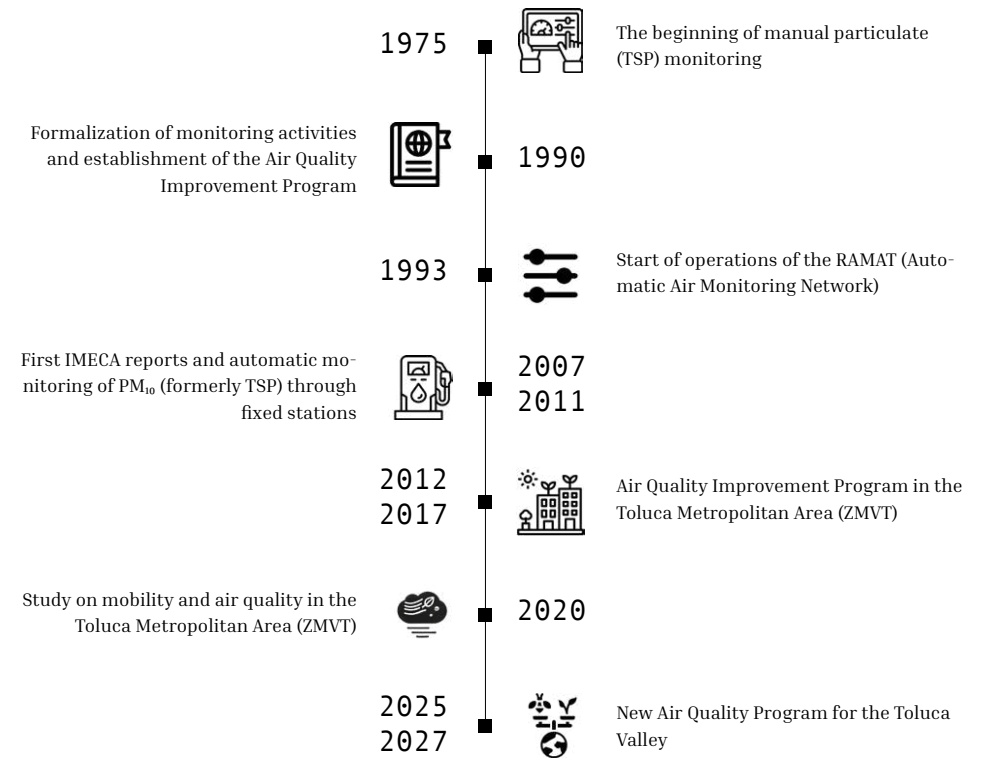 1975
The beginning of manual particulate
(TSP) monitoring
Formalization of monitoring activities
and establishment of the Air Quality
Improvement Program
1990
1993
Start of operations of the RAMAT (Auto-
matic Air Monitoring Network)
First IMECA reports and automatic mo-
nitoring of PM₁₀ (formerly TSP) through
fixed stations
2007
2011
2012
2017
Air Quality Improvement Program in the
Toluca Metropolitan Area (ZMVT)
Study on mobility and air quality in the
Toluca Metropolitan Area (ZMVT)
2020
2025
2027
New Air Quality Program for the Toluca
Valley